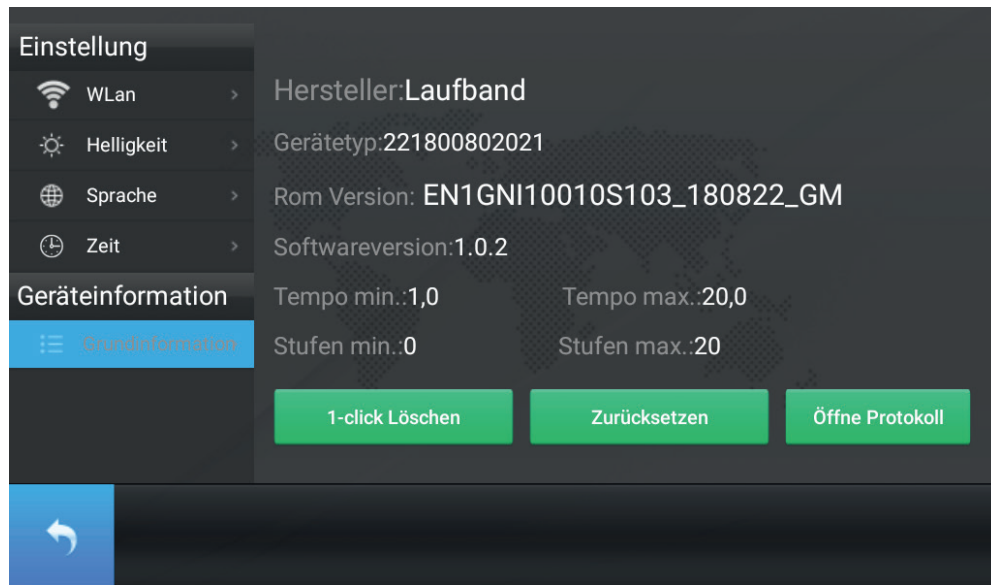 Einstellung
WLan
Helligkeit
Sprache
Zeit
Geräteinformation
Grundinformation
Hersteller:Laufband
Gerätetyp:221800802021
Rom Version: EN1GNI10010S103_180822_GM
Softwareversion:1.0.2
Tempo min.:1,0 Tempo max.:20,0
Stufen min.:0 Stufen max.:20
1-click Löschen Zurücksetzen Öffne Protokoll